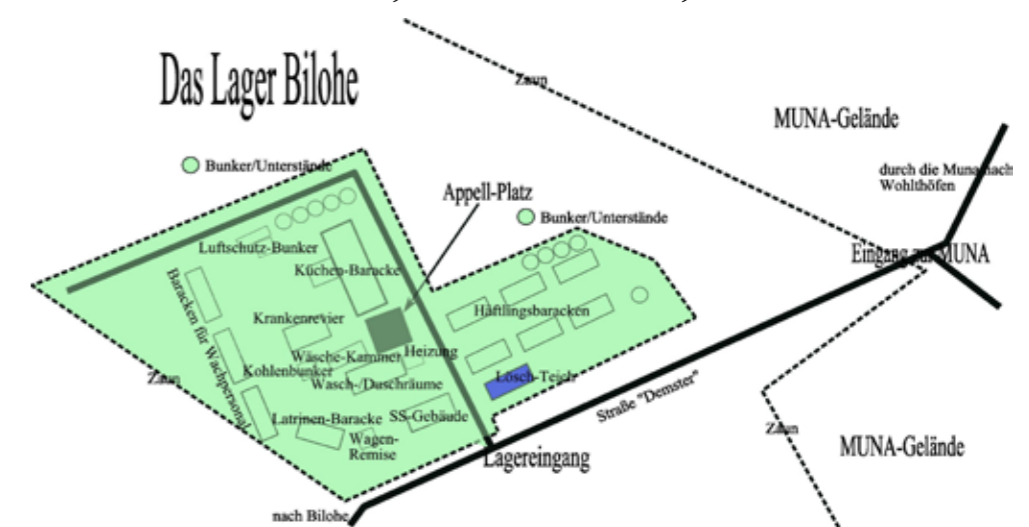 Das Lager Bilohe
Zaun
MUNA-Gelände
Bunker/Unterstände
durch die Muna nach
Wohlthöfen
Appell-Platz
Bunker/Unterstände
Luftschutz-Bunker
Eingang zur MUNA
Küchen-Baracke
Baracken für Wachpersonal
Krankenrevier
Häftlingsbaracken
Wäsche-Kammer
Heizung
Kohlenbunker
Zaun
Wasch-/Duschräume
Lösch-Teich
Straße "Demster"
Latrinen-Baracke
SS-Gebäude
Wagen-
Remise
Zaun
MUNA-Gelände
Lagereingang
nach Bilohe